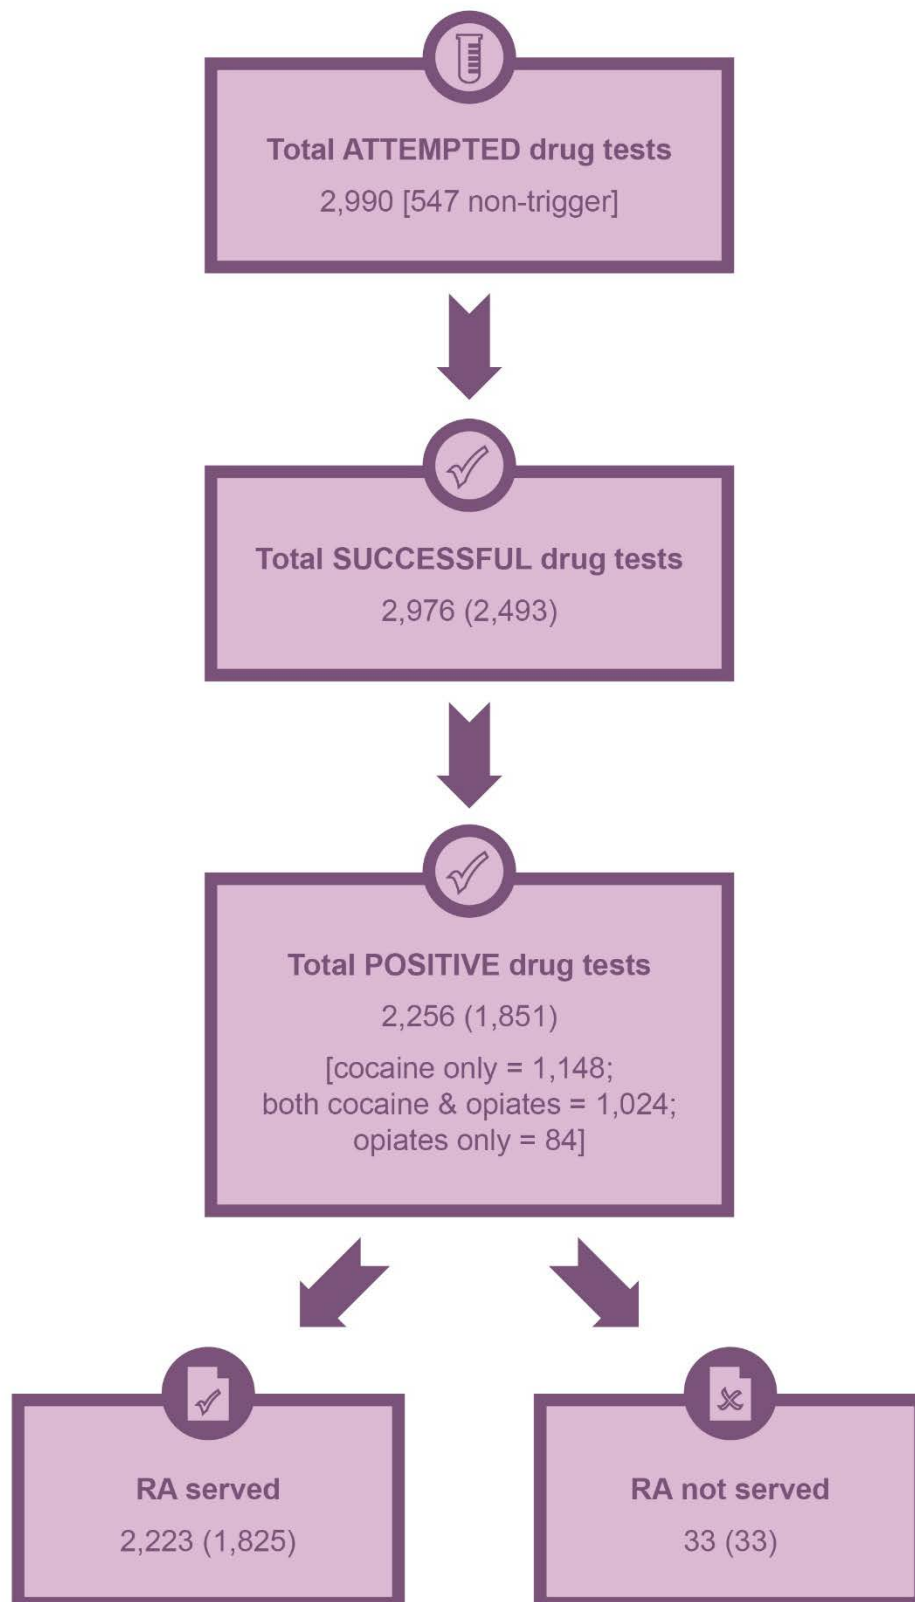 Total ATTEMPTED drug tests
2,990 [547 non-trigger]
Total SUCCESSFUL drug tests
2,976 (2,493)
Total POSITIVE drug tests
2,256 (1,851)
[cocaine only = 1,148;
both cocaine & opiates = 1,024;
opiates only = 84]
RA served
2,223 (1,825)
RA not served
33 (33)